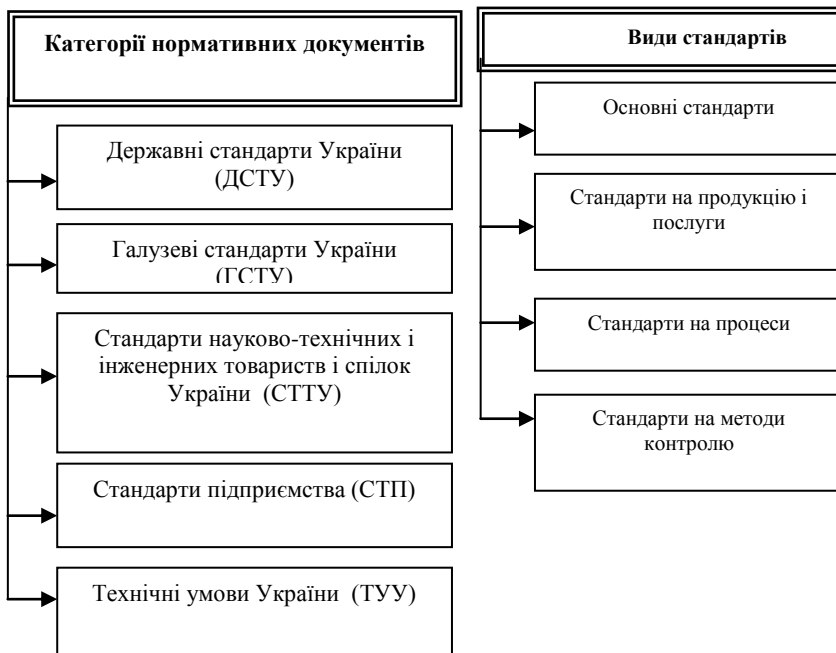 Категорії нормативних документів
Державні стандарти України
(ДСТУ)
Галузеві стандарти України
(ГСТУ)
Стандарти науково-технічних і
інженерних товариств і спілок
України (СТТУ)
Стандарти підприємства (СТП)
Технічні умови України (ТУУ)
Види стандартів
Основні стандарти
Стандарти на продукцію і
послуги
Стандарти на процеси
Стандарти на методи
контролю